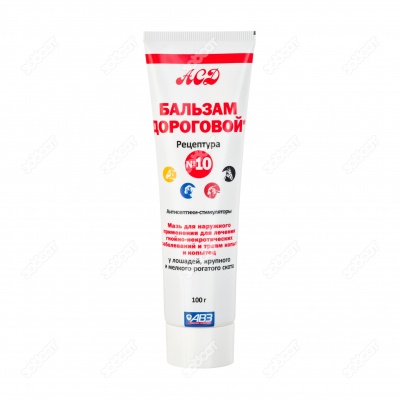 АСД
БАЛЬЗАМ
ДОРОГОВОЙ
Рецептура
№10
Антисептики-стимуляторы
Мазь для наружного
применения для лечения
гнойно-некротических
заболеваний и травм копыт
и копытец
у лошадей, крупного
и мелкого рогатого скота
100 г
АВЗ